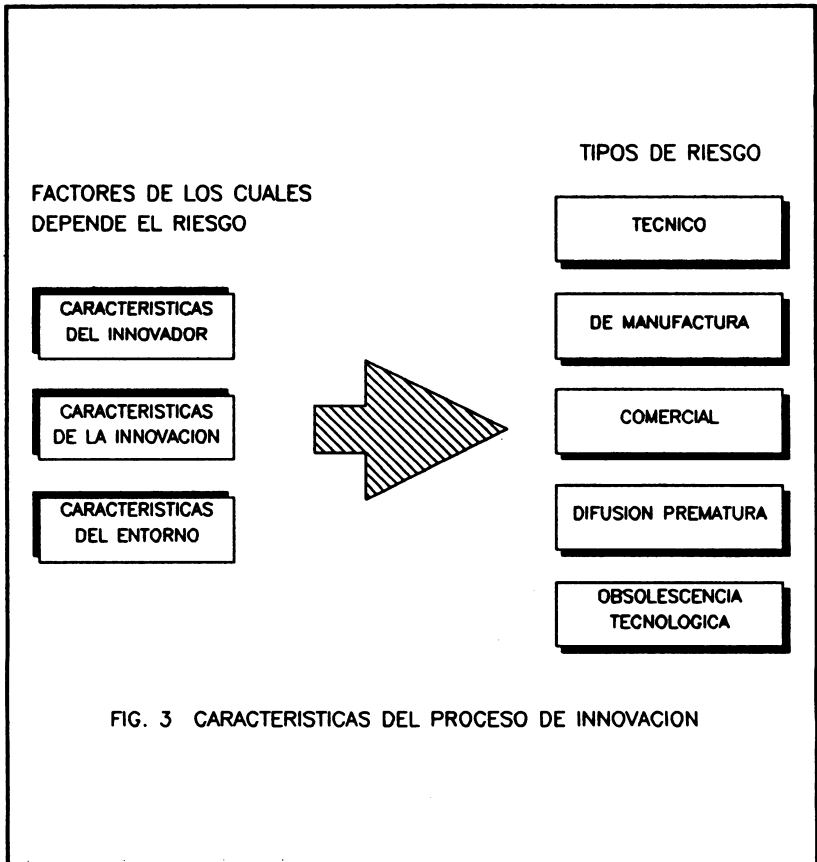 FACTORES DE LOS CUALES
DEPENDE EL RIESGO
CARACTERISTICAS
DEL INNOVADOR
CARACTERISTICAS
DE LA INNOVACION
CARACTERISTICAS
DEL ENTORNO
TIPOS DE RIESGO
TECNICO
DE MANUFACTURA
COMERCIAL
DIFUSION PREMATURA
OBSOLESCENCIA
TECNOLOGICA
FIG. 3 CARACTERISTICAS DEL PROCESO DE INNOVACION